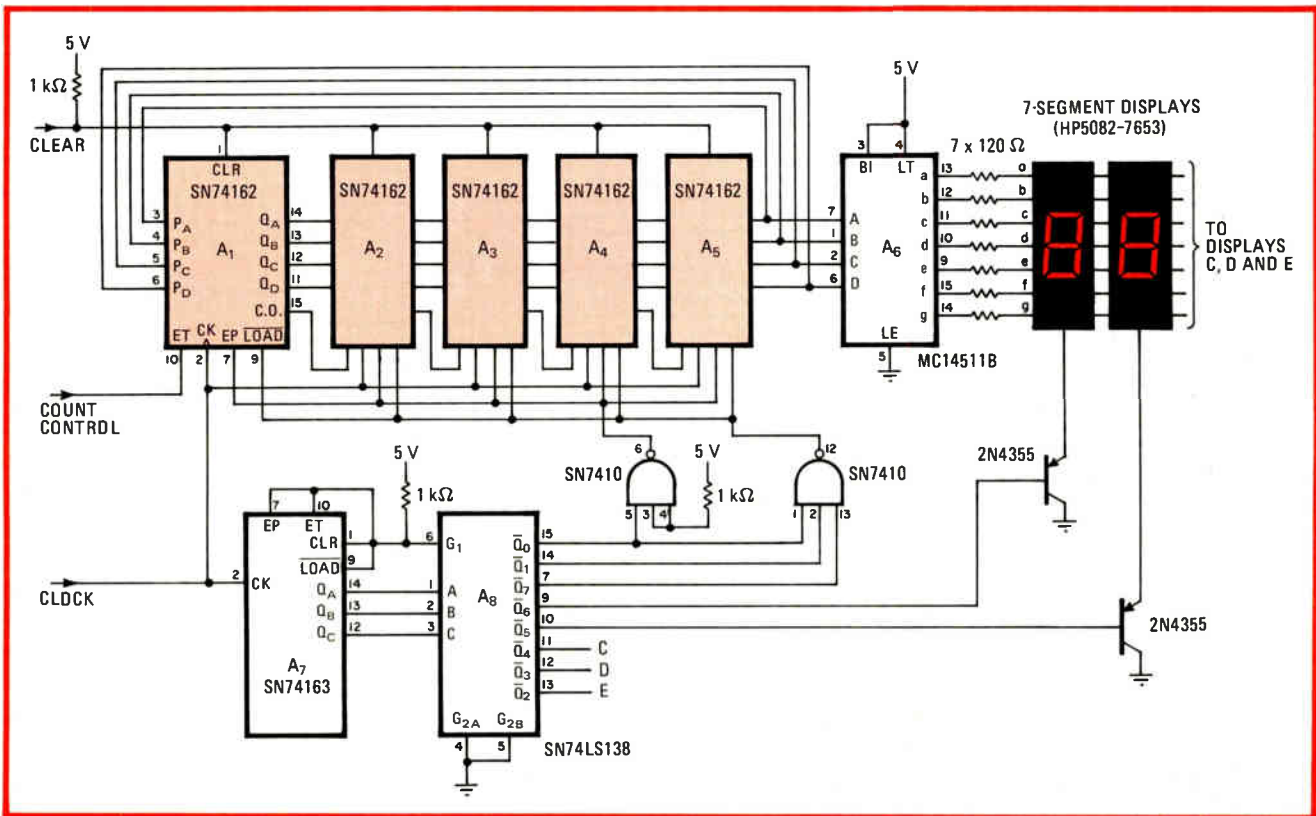 5 V
1 kΩ
CLEAR
1
CLR
SN74162
3 PA
4 PB
5 PC
6 PD
A1
QA 14
QB 13
QC 12
QD 11
C.O. 15
ET CK EP LOAD
10 2 7 9
SN74162
A2
SN74162
A3
SN74162
A4
SN74162
A5
5 V
3 4
BI LT
7 A
1 B
2 C
6 D
A6
a 13
b 12
c 11
d 10
e 9
f 15
g 14
LE
5
MC14511B
7 x 120 Ω
a
b
c
d
e
f
g
7-SEGMENT DISPLAYS
(HP5082-7653)
8 8
TO
DISPLAYS
C, D AND E
COUNT
CONTRDL
6
SN7410
5 3 4
5 V
1 kΩ
12
SN7410
1 2 13
2N4355
2N4355
CLDCK
7 10
EP ET
CLR 1
LOAD 9
2 CK
QA 14
QB 13
QC 12
A7
SN74163
5 V
1 kΩ
6 G1
1 A
2 B
3 C
A8
Q0 15
Q1 14
Q7 7
Q6 9
Q5 10
Q4 11 C
Q3 12 D
Q2 13 E
G2A G2B
4 5
SN74LS138